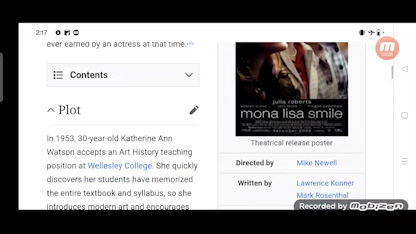 2:17
ever earned by an actress at that time.
Contents
Plot
In 1953, 30-year-old Katherine Ann
Watson accepts an Art History teaching
position at Wellesley College. She quickly
discovers her students have memorized
the entire textbook and syllabus, so she
introduces modern art and encourages
julia roberts
mona lisa smile
Theatrical release poster
Directed by Mike Newell
Written by Lawrence Konner
Mark Rosenthal
Recorded by Mobizen